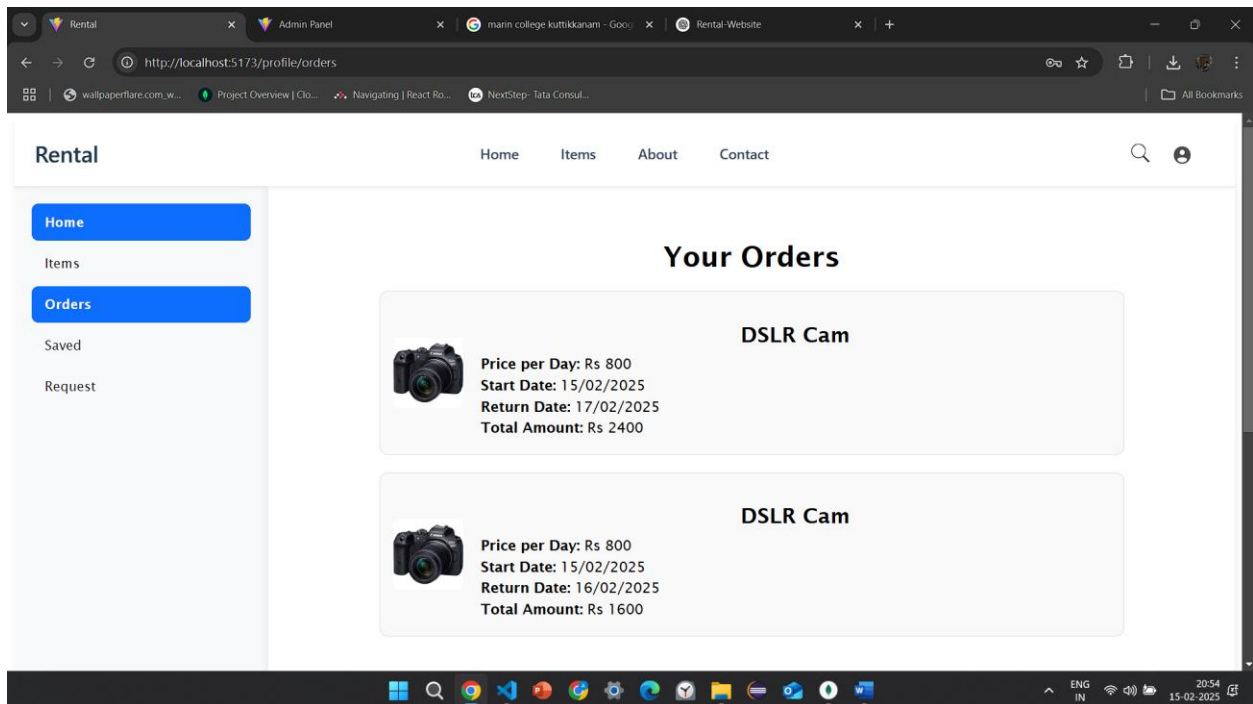 Rental
Admin Panel
marin college kuttikkanam - Goog
Rental-Website
http://localhost:5173/profile/orders
wallpaperflare.com_w...
Project Overview | Clo...
Navigating | React Ro...
NextStep- Tata Consul...
All Bookmarks
Rental
Home
Items
About
Contact
Home
Items
Orders
Saved
Request
Your Orders
DSLR Cam
Price per Day: Rs 800
Start Date: 15/02/2025
Return Date: 17/02/2025
Total Amount: Rs 2400
DSLR Cam
Price per Day: Rs 800
Start Date: 15/02/2025
Return Date: 16/02/2025
Total Amount: Rs 1600
ENG
IN
20:54
15-02-2025